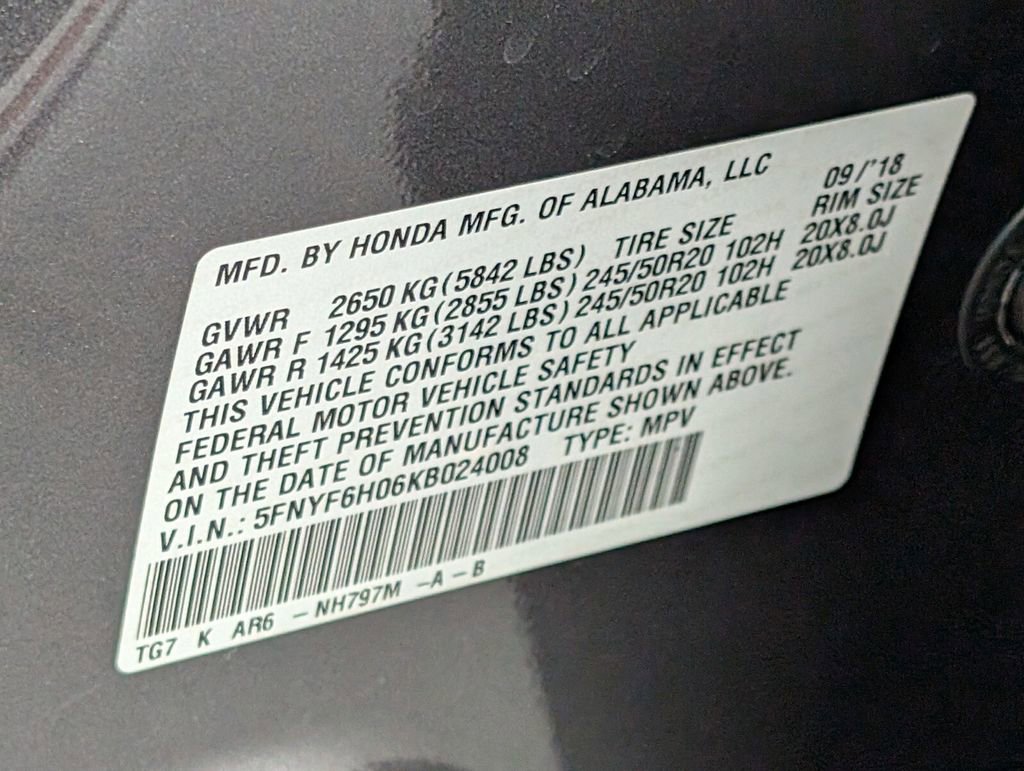 MFD. BY HONDA MFG. OF ALABAMA, LLC 09/'18
GVWR 2650 KG (5842 LBS) TIRE SIZE RIM SIZE
GAWR F 1295 KG (2855 LBS) 245/50R20 102H 20X8.0J
GAWR R 1425 KG (3142 LBS) 245/50R20 102H 20X8.0J
THIS VEHICLE CONFORMS TO ALL APPLICABLE
FEDERAL MOTOR VEHICLE SAFETY
AND THEFT PREVENTION STANDARDS IN EFFECT
ON THE DATE OF MANUFACTURE SHOWN ABOVE.
V.I.N.: 5FNYF6H06KB024008 TYPE: MPV
TG7 K AR6 - NH797M -A-B